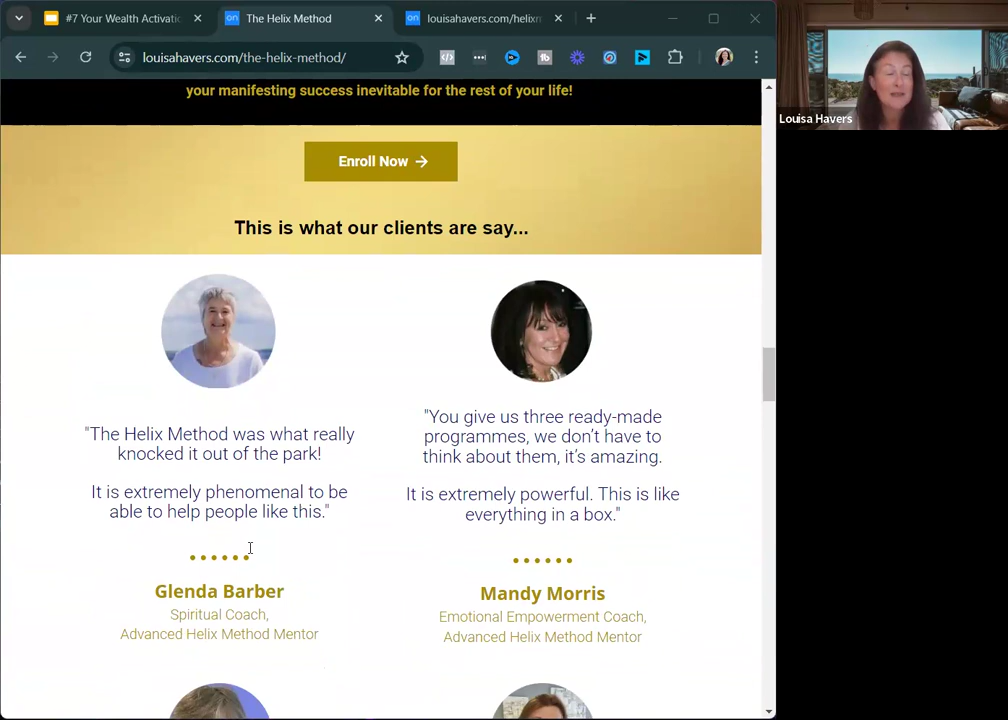 #7 Your Wealth Activatio
The Helix Method
louisahavers.com/helixm
louisahavers.com/the-helix-method/
Louisa Havers
your manifesting success inevitable for the rest of your life!
Enroll Now →
This is what our clients are say...
"The Helix Method was what really
knocked it out of the park!
It is extremely phenomenal to be
able to help people like this."
Glenda Barber
Spiritual Coach,
Advanced Helix Method Mentor
"You give us three ready-made
programmes, we don’t have to
think about them, it’s amazing.
It is extremely powerful. This is like
everything in a box."
Mandy Morris
Emotional Empowerment Coach,
Advanced Helix Method Mentor